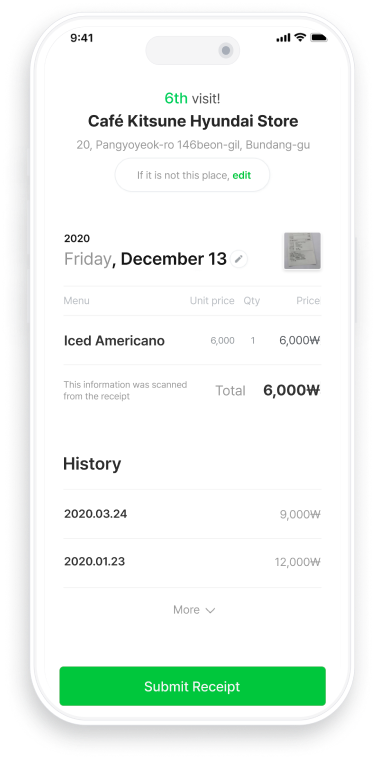 9:41
6th visit!
Café Kitsune Hyundai Store
20, Pangyoyeok-ro 146beon-gil, Bundang-gu
If it is not this place, edit
2020
Friday, December 13
Menu Unit price Qty Price
Iced Americano 6,000 1 6,000₩
This information was scanned
from the receipt
Total 6,000₩
History
2020.03.24 9,000₩
2020.01.23 12,000₩
More
Submit Receipt